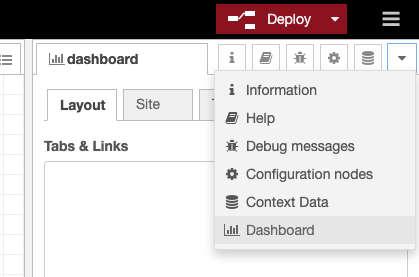 Deploy
dashboard
Layout
Site
Tabs & Links
Information
Help
Debug messages
Configuration nodes
Context Data
Dashboard